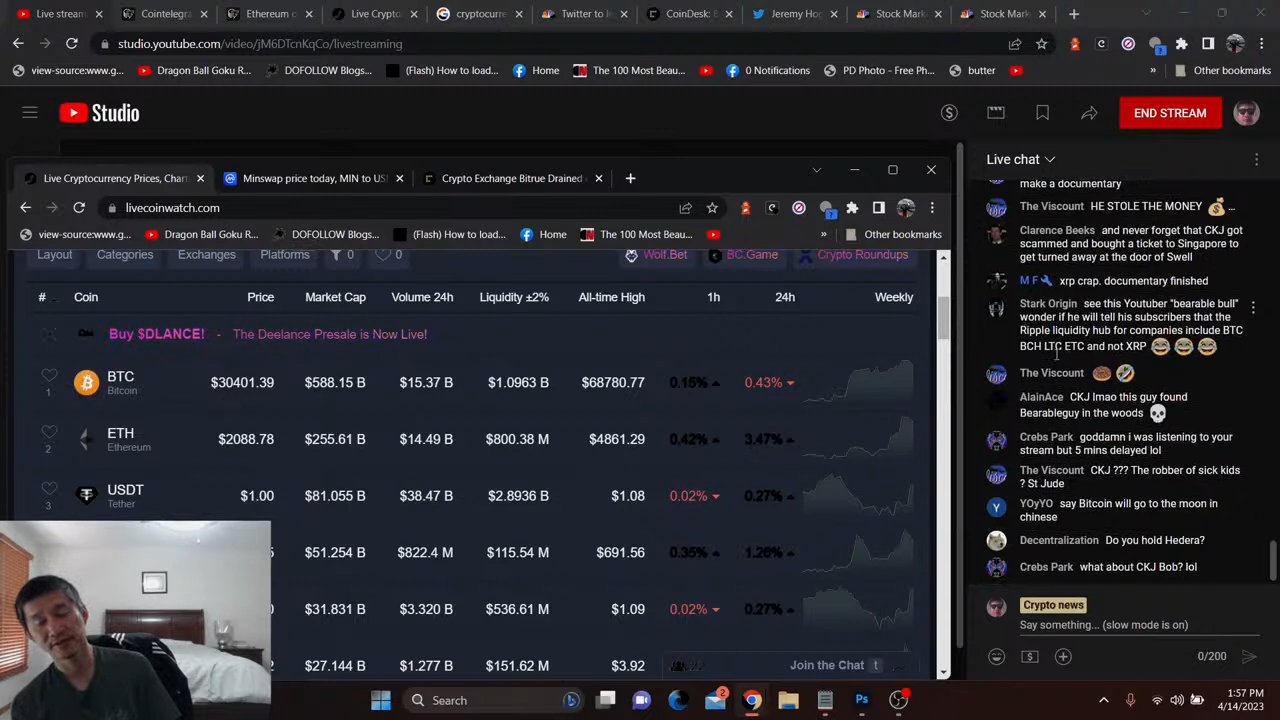 Live strean
Cointelegra
Ethereum c
Live Crypto
cryptocurre
Twitter to le
CoinDesk: B
Jeremy Hog
Stock Mark
Stock Mark
studio.youtube.com/video/jM6DTcnKqCo/livestreaming
view-source:www.g...
Dragon Ball Goku R...
DOFOLLOW Blogs...
(Flash) How to load...
Home
The 100 Most Beau...
0 Notifications
PD Photo - Free Ph...
butter
»
Other bookmarks
Studio
END STREAM
Live Cryptocurrency Prices, Char
Minswap price today, MIN to US
Crypto Exchange Bitrue Drained
livecoinwatch.com
view-source:www.g...
Dragon Ball Goku R...
DOFOLLOW Blogs...
(Flash) How to load...
Home
The 100 Most Beau...
»
Other bookmarks
Layout
Categories
Exchanges
Platforms
0
0
Wolf.Bet
BC.Game
Crypto Roundups
# Coin Price Market Cap Volume 24h Liquidity ±2% All-time High 1h 24h Weekly
Buy $DLANCE! - The Deelance Presale is Now Live!
BTC $30401.39 $588.15 B $15.37 B $1.0963 B $68780.77 0.15% 0.43%
1 Bitcoin
ETH $2088.78 $255.61 B $14.49 B $800.38 M $4861.29 0.42% 3.47%
2 Ethereum
USDT $1.00 $81.055 B $38.47 B $2.8936 B $1.08 0.02% 0.27%
3 Tether
$51.254 B $822.4 M $115.54 M $691.56 0.35% 1.26%
$31.831 B $3.320 B $536.61 M $1.09 0.02% 0.27%
$27.144 B $1.277 B $151.62 M $3.92
Join the Chat t
Live chat
make a documentary
The Viscount HE STOLE THE MONEY 💰 ...
Clarence Beeks and never forget that CKJ got
scammed and bought a ticket to Singapore to
get turned away at the door of Swell
M F🔧 xrp crap. documentary finished
Stark Origin see this Youtuber "bearable bull"
wonder if he will tell his subscribers that the
Ripple liquidity hub for companies include BTC
BCH LTC ETC and not XRP 😂 😂 😂
The Viscount 🍩 🤣
AlainAce CKJ lmao this guy found
Bearableguy in the woods 💀
Crebs Park goddamn i was listening to your
stream but 5 mins delayed lol
The Viscount CKJ ??? The robber of sick kids
? St Jude
YOyYO say Bitcoin will go to the moon in
chinese
Decentralization Do you hold Hedera?
Crebs Park what about CKJ Bob? lol
Crypto news
Say something... (slow mode is on)
0/200
Search
2
1:57 PM
4/14/2023